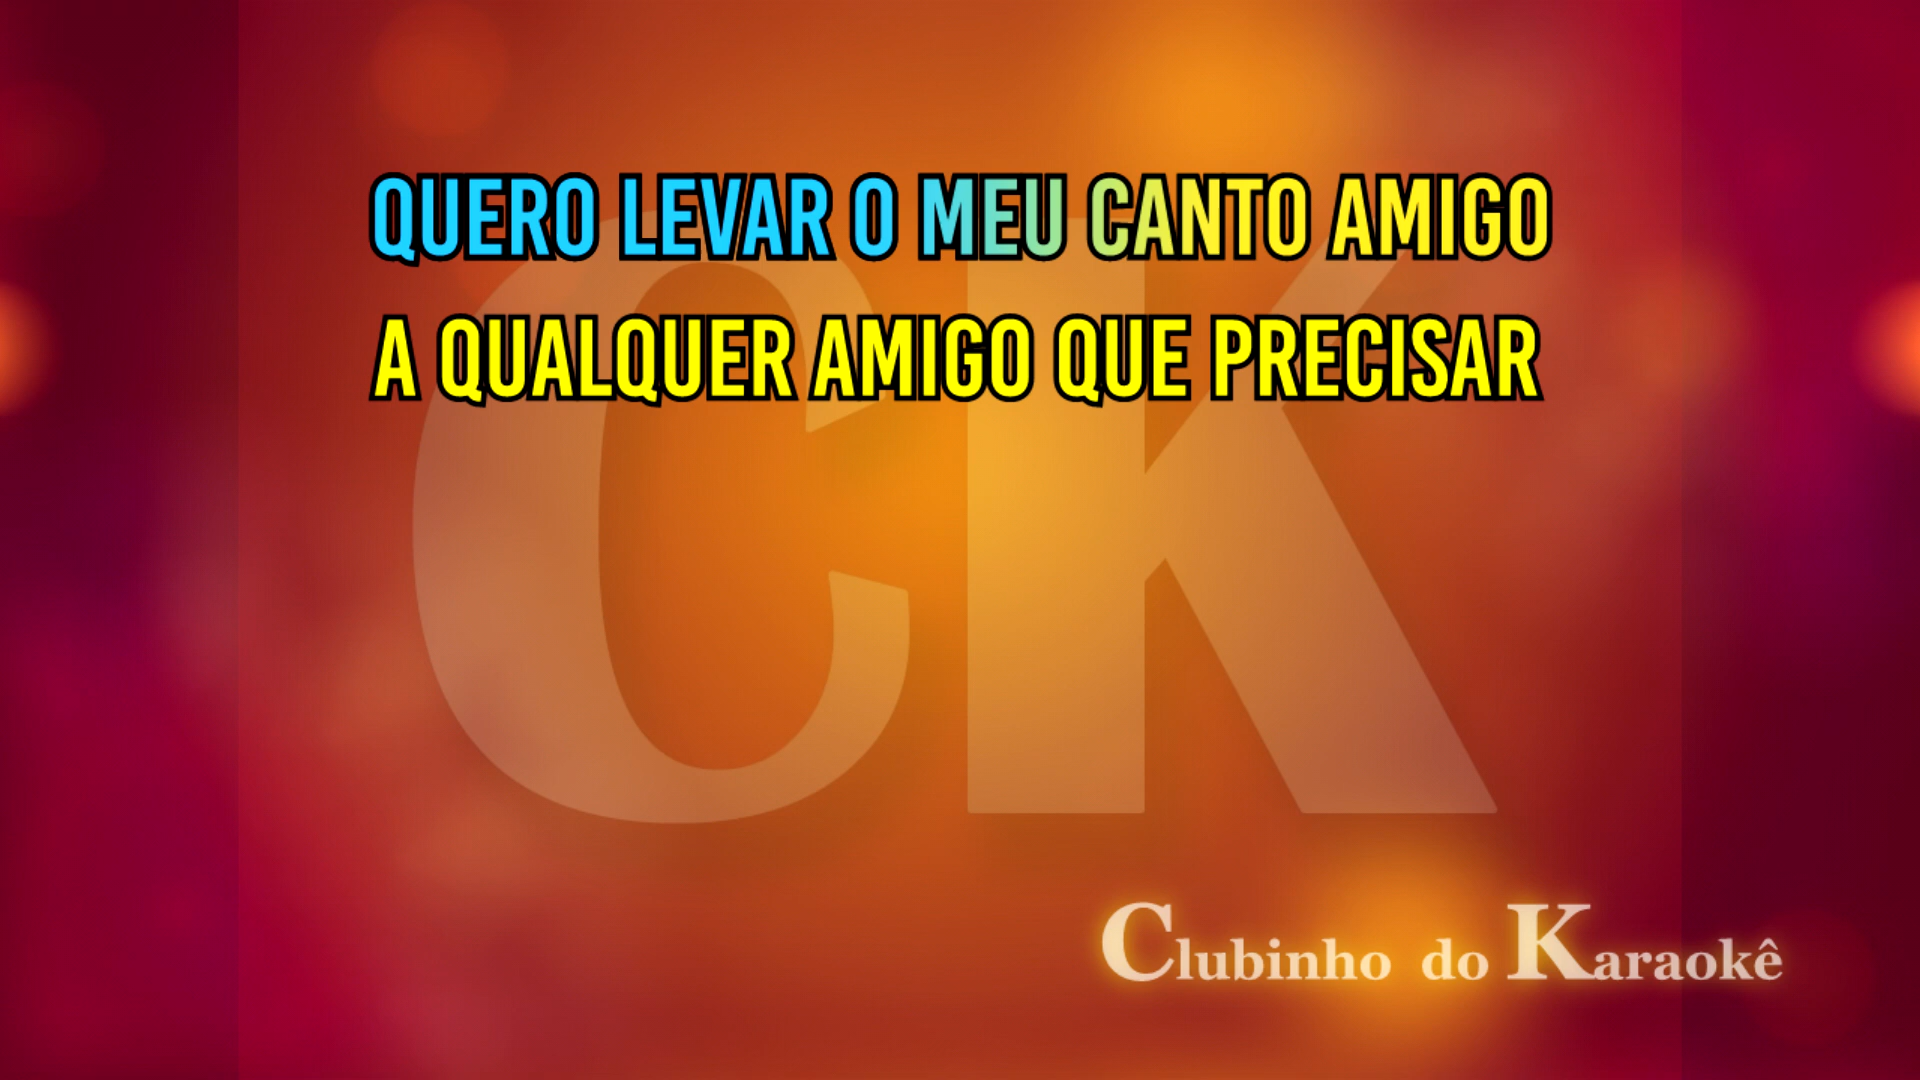 QUERO LEVAR O MEU CANTO AMIGO
A QUALQUER AMIGO QUE PRECISAR
CK
Clubinho do Karaokê